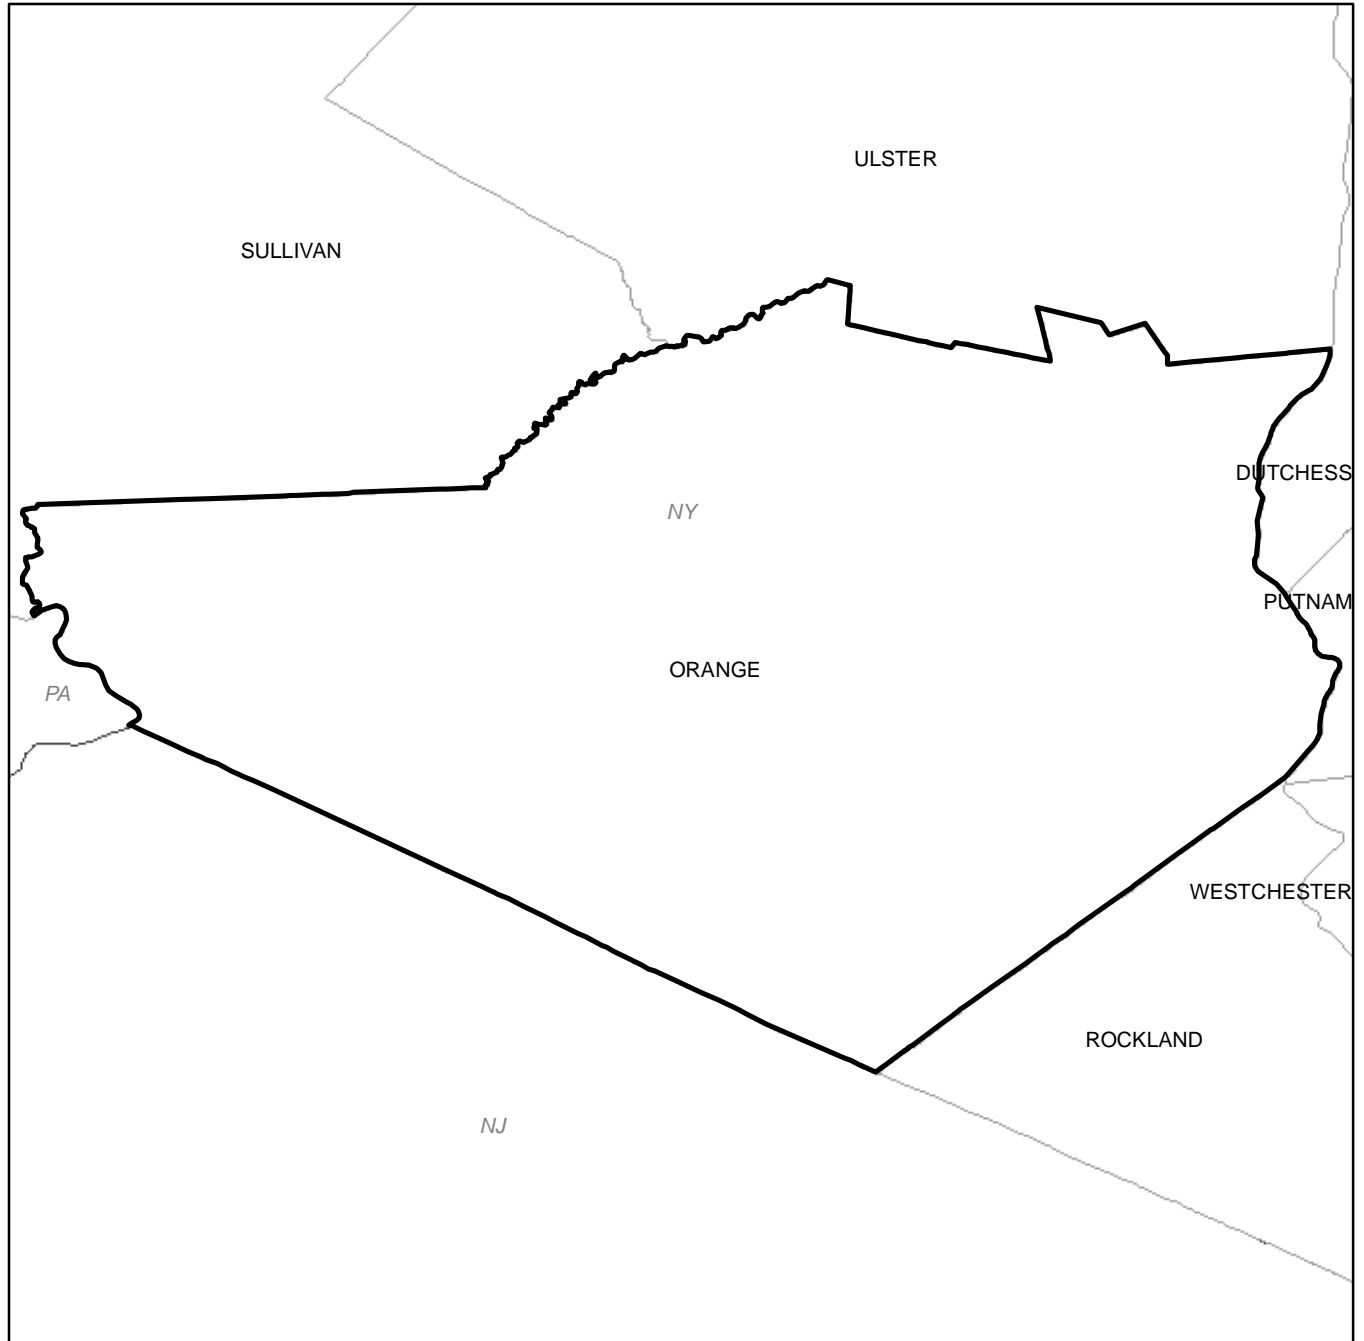 ULSTER
SULLIVAN
DUTCHESS
NY
PUTNAM
ORANGE
PA
WESTCHESTER
ROCKLAND
NJ